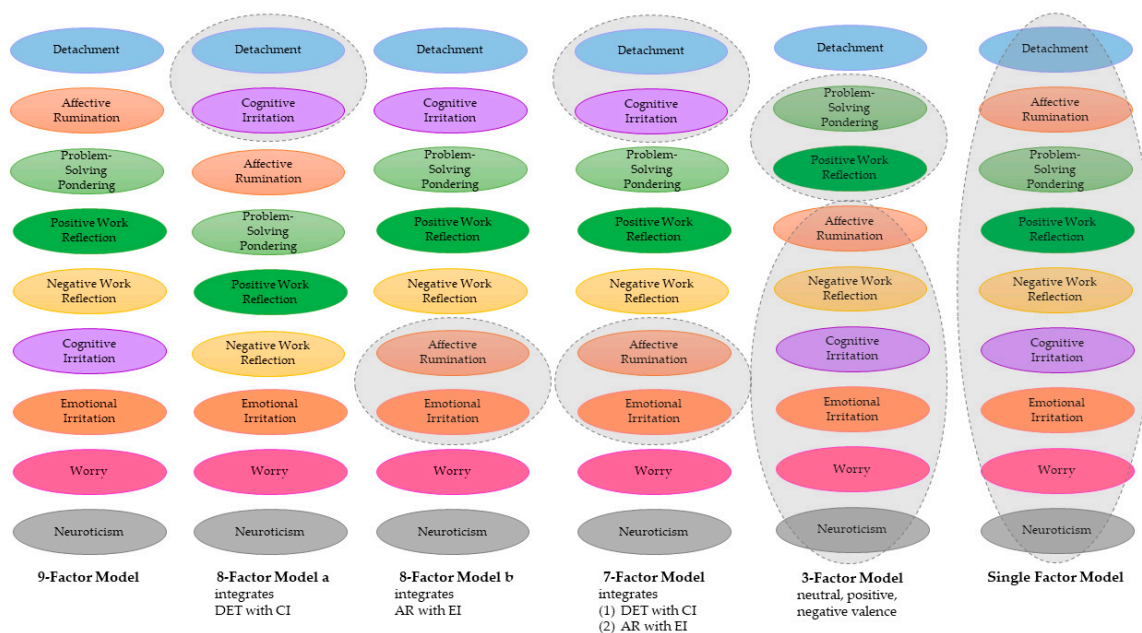 Detachment
Affective
Rumination
Problem-
Solving
Pondering
Positive Work
Reflection
Negative Work
Reflection
Cognitive
Irritation
Emotional
Irritation
Worry
Neuroticism
9-Factor Model
Detachment
Cognitive
Irritation
Affective
Rumination
Problem-
Solving
Pondering
Positive Work
Reflection
Negative Work
Reflection
Emotional
Irritation
Worry
Neuroticism
8-Factor Model a
integrates
DET with CI
Detachment
Cognitive
Irritation
Problem-
Solving
Pondering
Positive Work
Reflection
Negative Work
Reflection
Affective
Rumination
Emotional
Irritation
Worry
Neuroticism
8-Factor Model b
integrates
AR with EI
Detachment
Cognitive
Irritation
Problem-
Solving
Pondering
Positive Work
Reflection
Negative Work
Reflection
Affective
Rumination
Emotional
Irritation
Worry
Neuroticism
7-Factor Model
integrates
(1) DET with CI
(2) AR with EI
Detachment
Problem-
Solving
Pondering
Positive Work
Reflection
Affective
Rumination
Negative Work
Reflection
Cognitive
Irritation
Emotional
Irritation
Worry
Neuroticism
3-Factor Model
neutral, positive,
negative valence
Detachment
Affective
Rumination
Problem-
Solving
Pondering
Positive Work
Reflection
Negative Work
Reflection
Cognitive
Irritation
Emotional
Irritation
Worry
Neuroticism
Single Factor Model